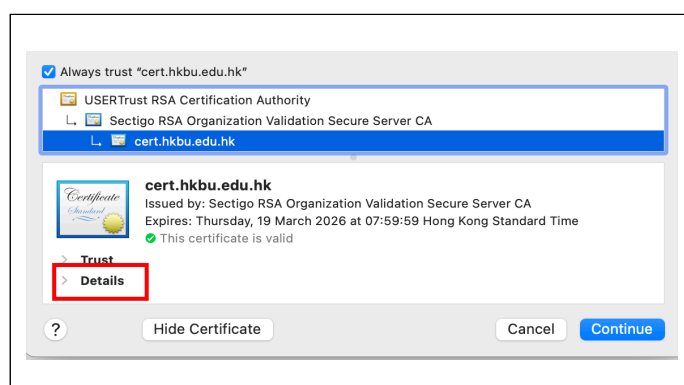 Always trust “cert.hkbu.edu.hk”
USERTrust RSA Certification Authority
Sectigo RSA Organization Validation Secure Server CA
cert.hkbu.edu.hk
Certificate
Standard
cert.hkbu.edu.hk
Issued by: Sectigo RSA Organization Validation Secure Server CA
Expires: Thursday, 19 March 2026 at 07:59:59 Hong Kong Standard Time
This certificate is valid
Trust
Details
? Hide Certificate Cancel Continue